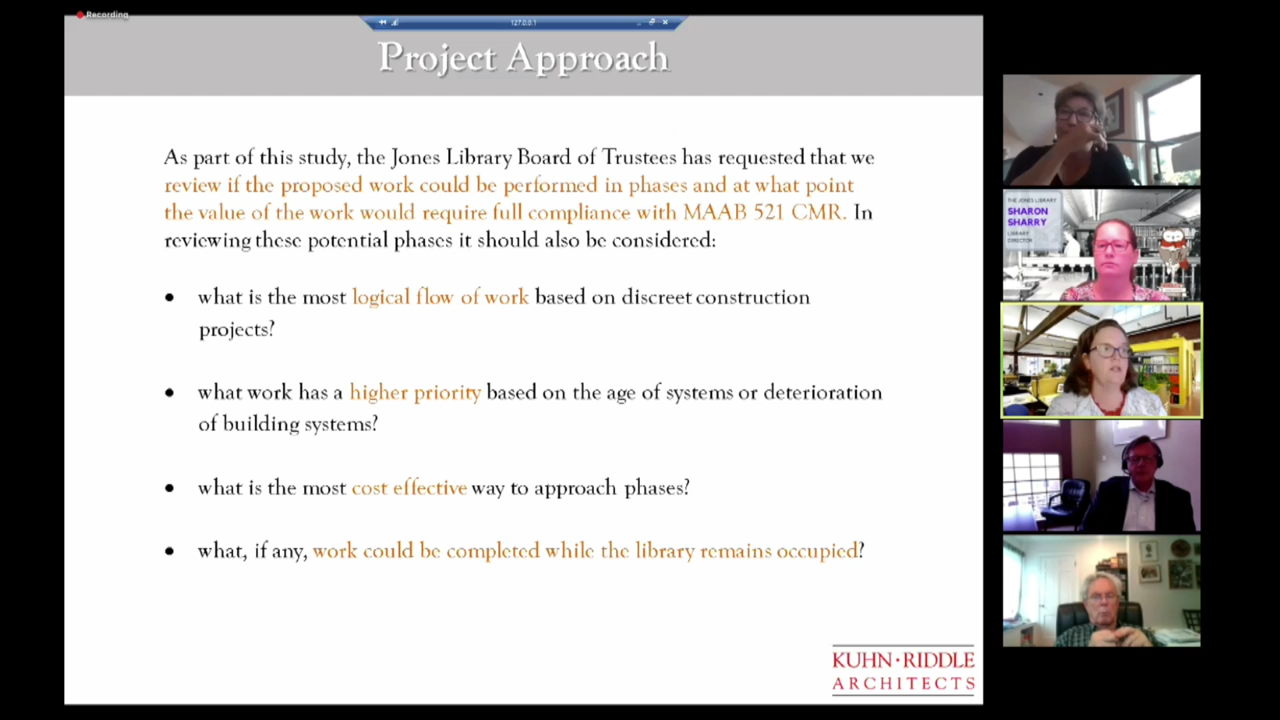 Recording
127.0.0.1
Project Approach
As part of this study, the Jones Library Board of Trustees has requested that we
review if the proposed work could be performed in phases and at what point
the value of the work would require full compliance with MAAB 521 CMR. In
reviewing these potential phases it should also be considered:
• what is the most logical flow of work based on discreet construction
projects?
• what work has a higher priority based on the age of systems or deterioration
of building systems?
• what is the most cost effective way to approach phases?
• what, if any, work could be completed while the library remains occupied?
KUHN · RIDDLE
ARCHITECTS
THE JONES LIBRARY
SHARON
SHARRY
LIBRARY
DIRECTOR